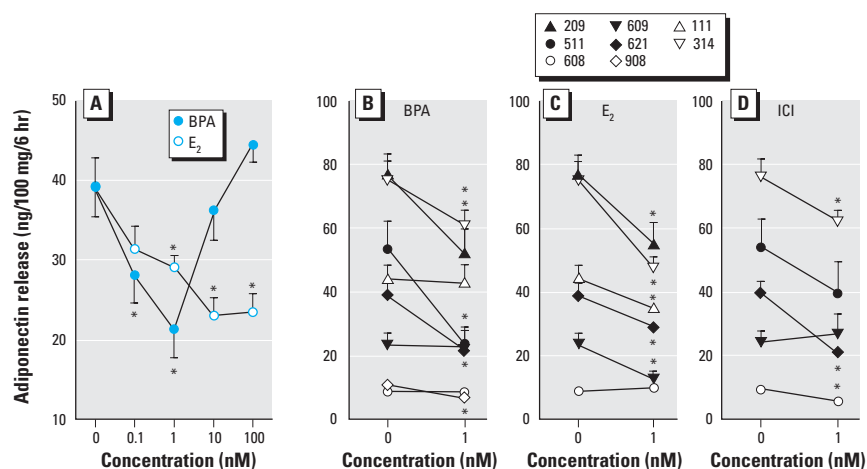 209 609 111
511 621 314
608 908
A
BPA
E2
B BPA
C E2
D ICI
Adiponectin release (ng/100 mg/6 hr)
50
40
30
20
10
* * * * *
0 0.1 1 10 100
Concentration (nM)
100
80
60
40
20
0
* * * * *
0 1
Concentration (nM)
100
80
60
40
20
0
* * * * *
0 1
Concentration (nM)
100
80
60
40
20
0
* * *
0 1
Concentration (nM)